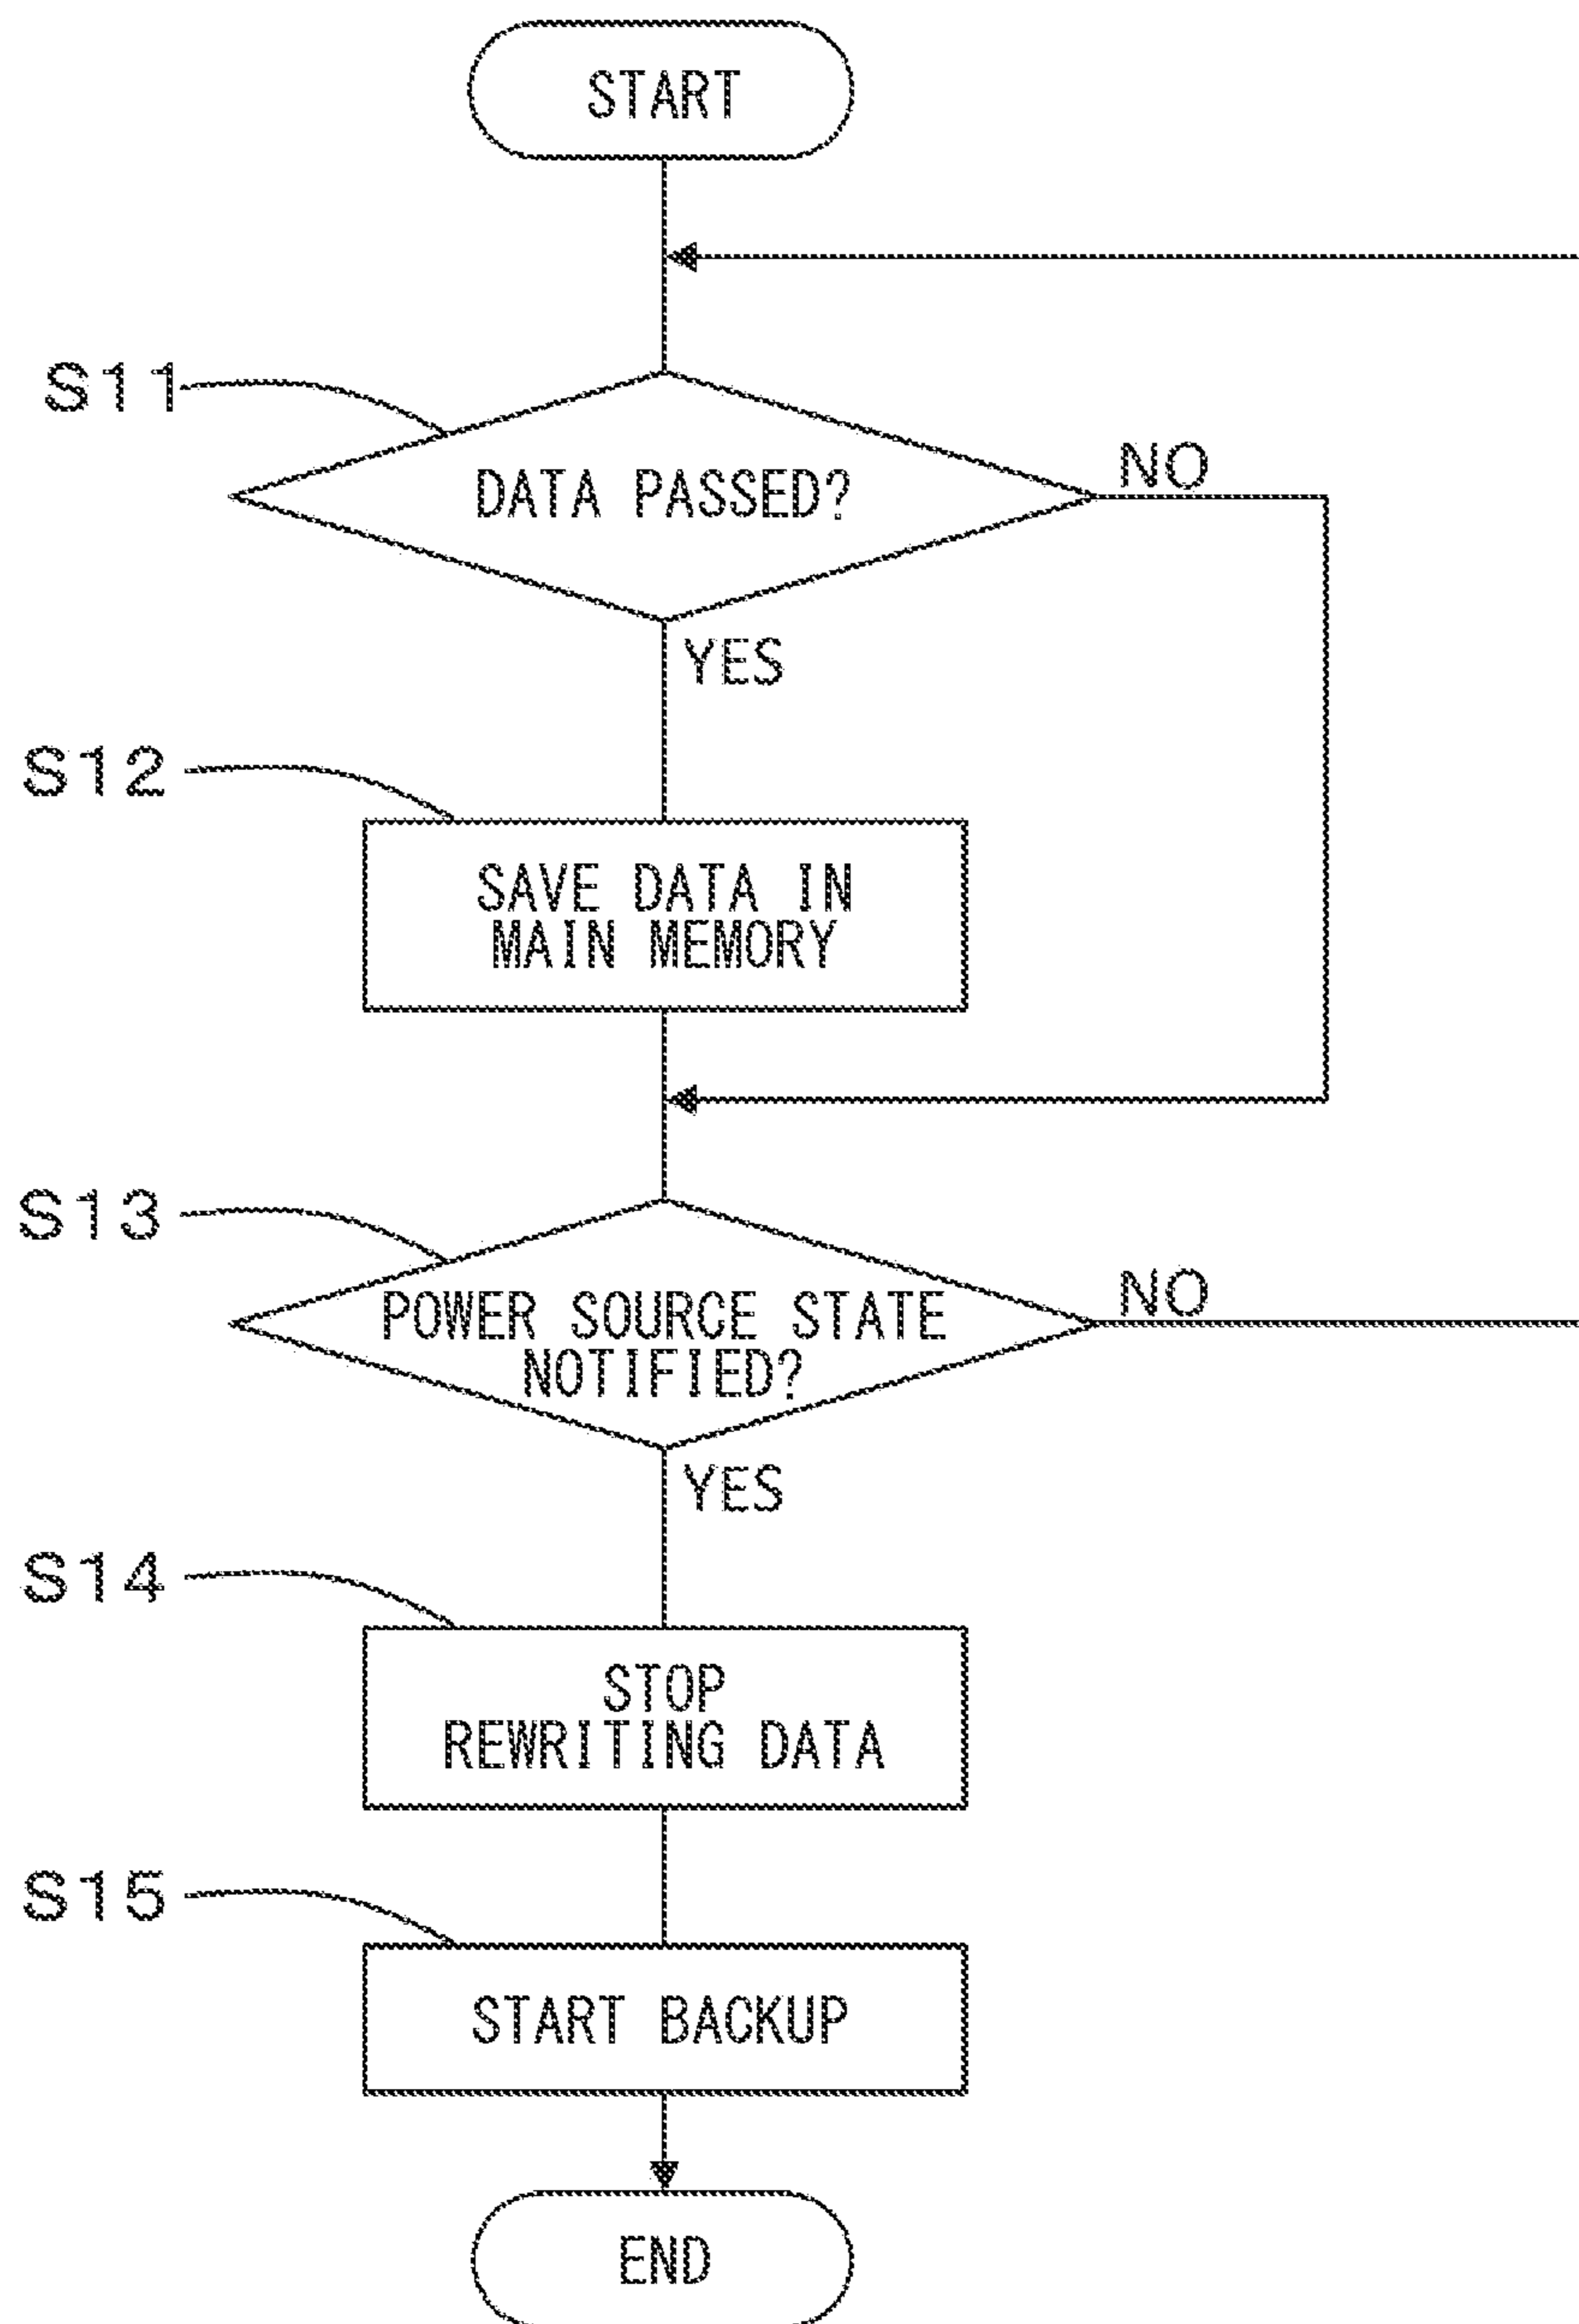 START
S11
DATA PASSED?
NO
YES
S12
SAVE DATA IN
MAIN MEMORY
S13
POWER SOURCE STATE
NOTIFIED?
NO
YES
S14
STOP
REWRITING DATA
S15
START BACKUP
END